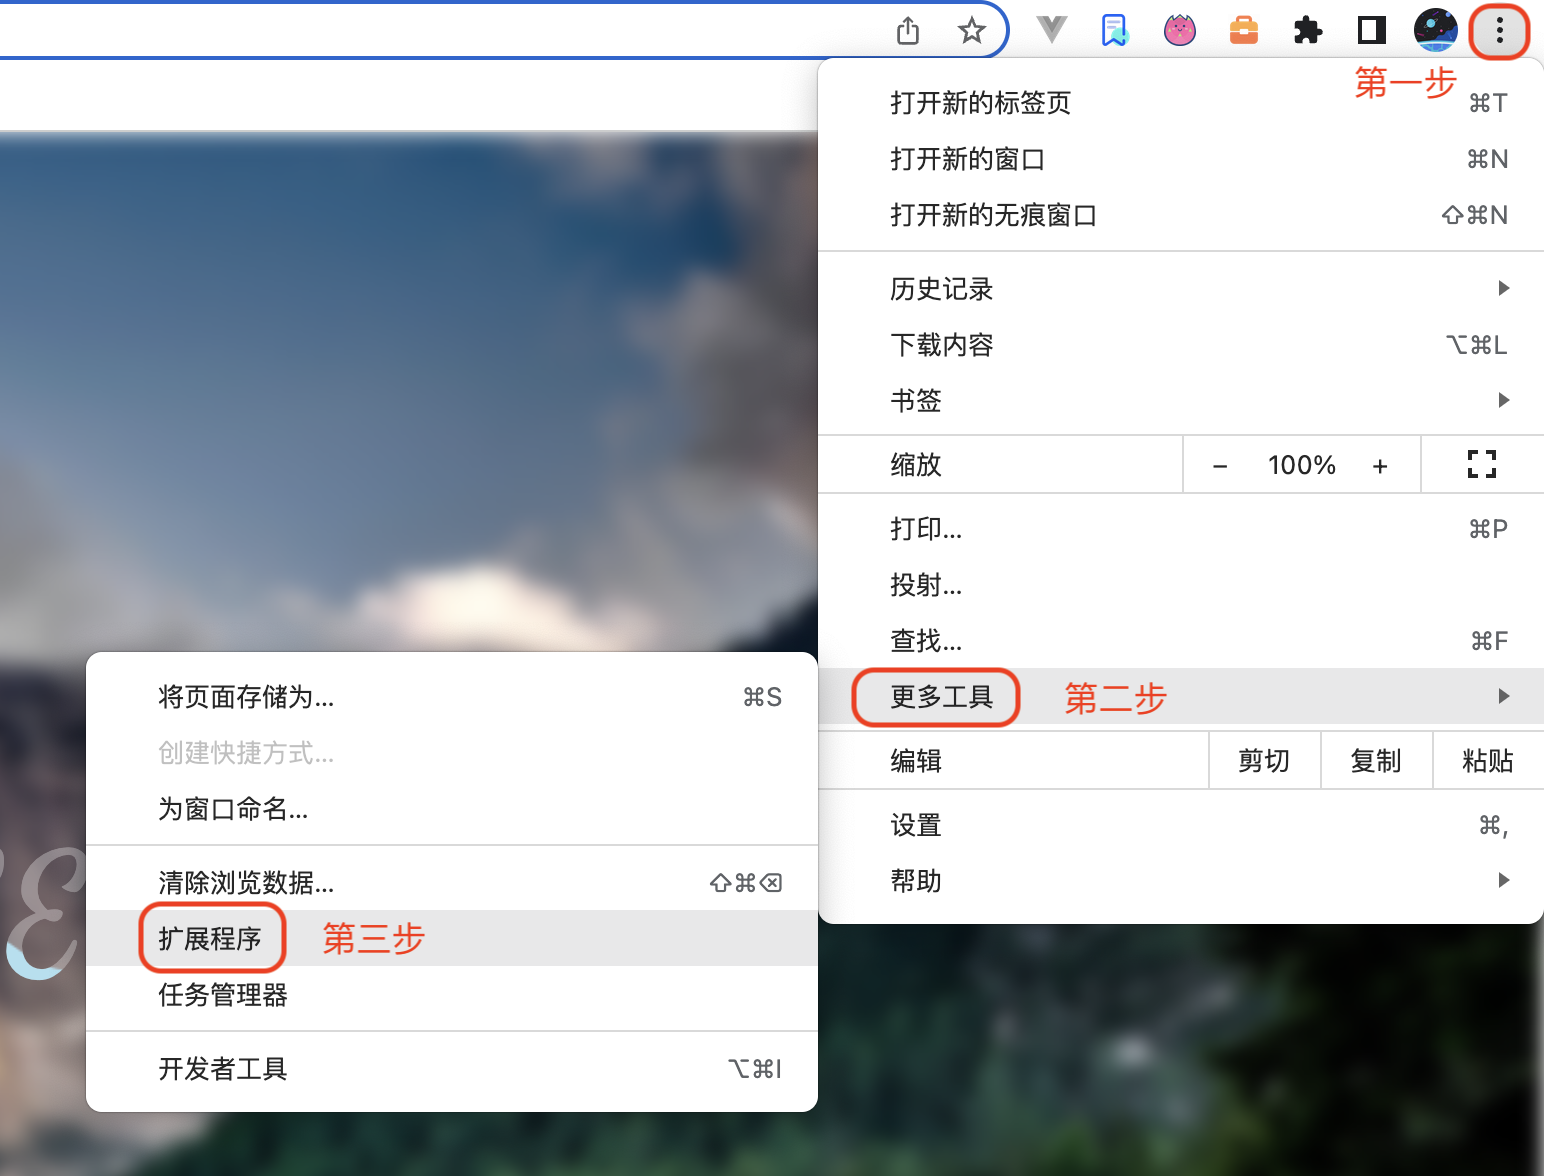 第一步
打开新的标签页 ⌘T
打开新的窗口 ⌘N
打开新的无痕窗口 ⇧⌘N
历史记录
下载内容 ⌥⌘L
书签
缩放 − 100% +
打印... ⌘P
投射...
查找... ⌘F
更多工具 第二步
编辑 剪切 复制 粘贴
设置 ⌘,
帮助
将页面存储为... ⌘S
创建快捷方式...
为窗口命名...
清除浏览数据... ⇧⌘⌫
扩展程序 第三步
任务管理器
开发者工具 ⌥⌘I
E